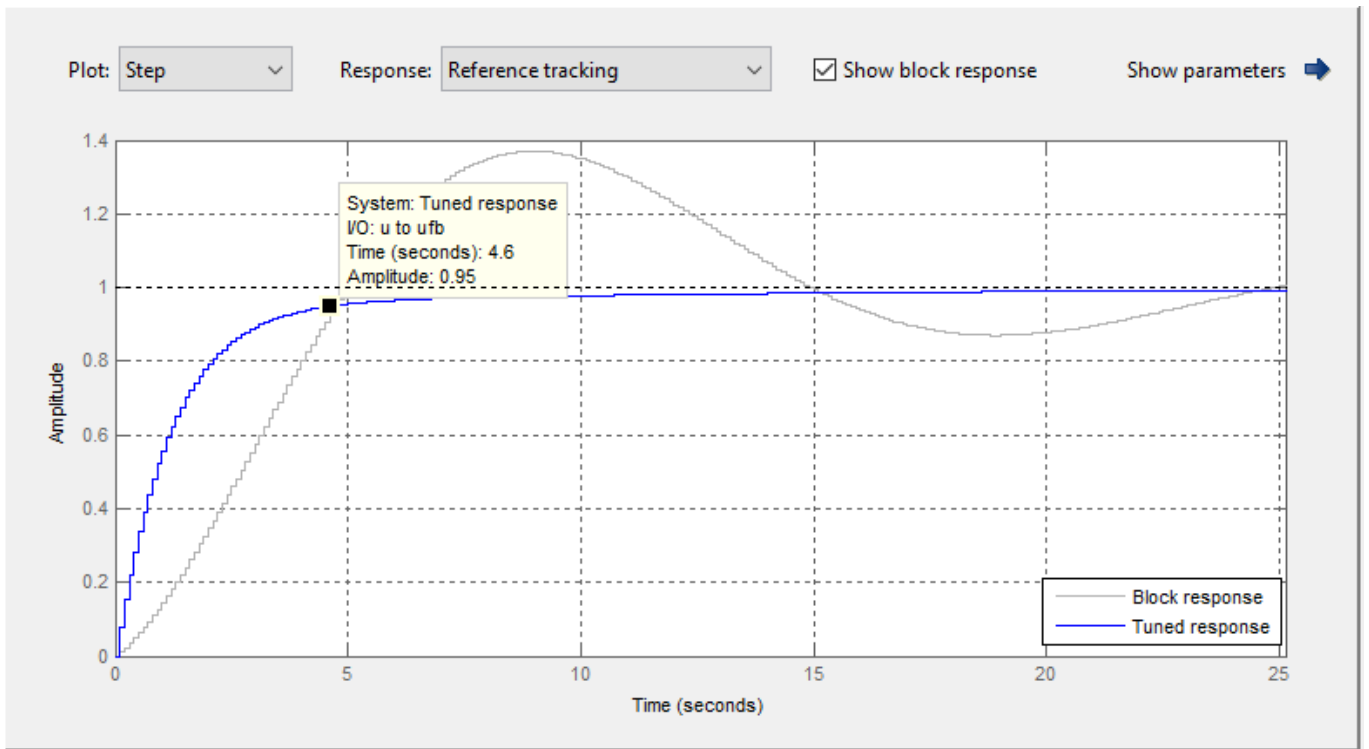 Plot: Step Response: Reference tracking Show block response Show parameters
1.4
1.2
1
0.8
0.6
0.4
0.2
0
Amplitude
System: Tuned response
I/O: u to ufb
Time (seconds): 4.6
Amplitude: 0.95
Block response
Tuned response
0 5 10 15 20 25
Time (seconds)